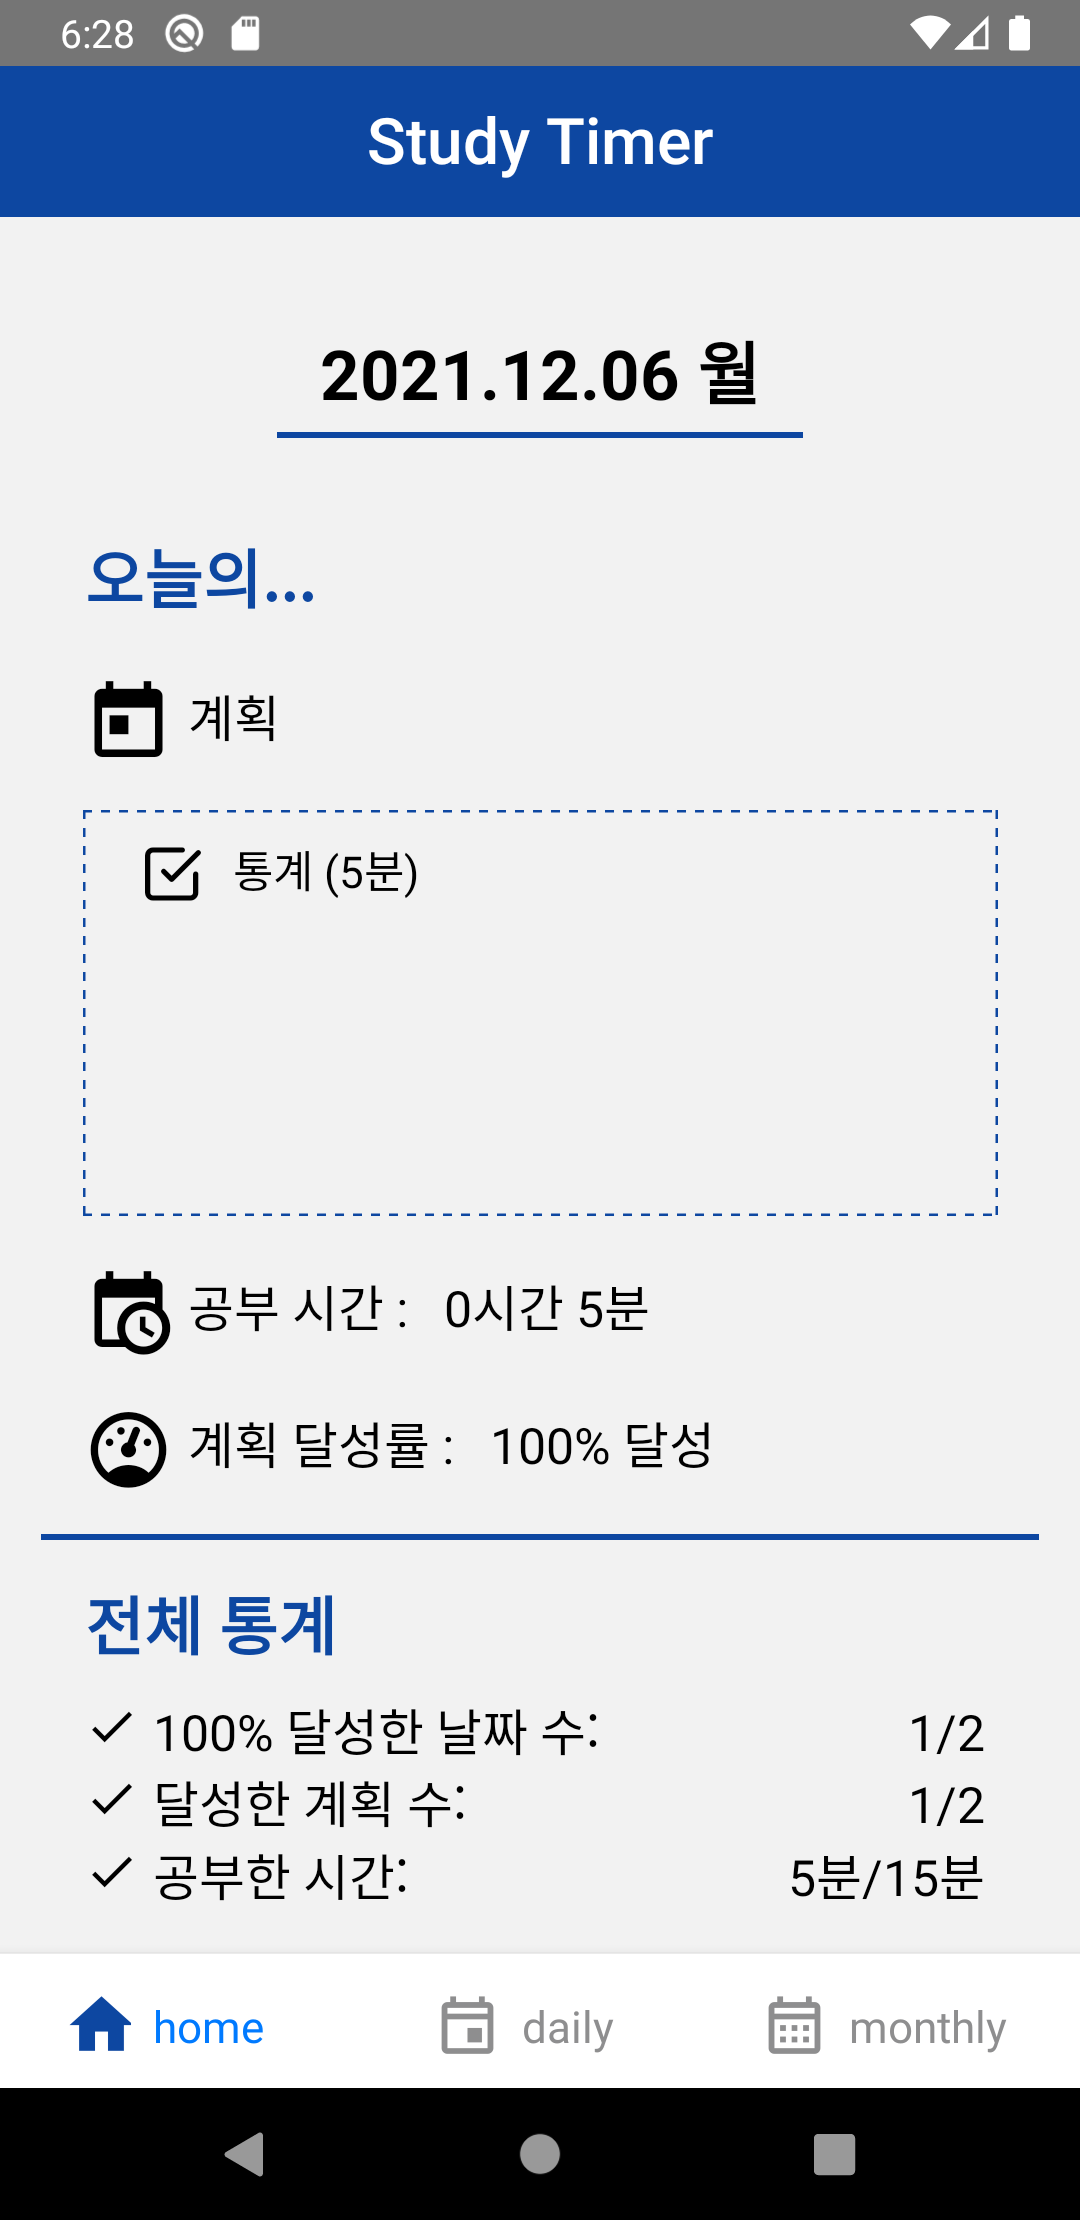 6:28
Study Timer
2021.12.06 월
오늘의...
계획
통계 (5분)
공부 시간 : 0시간 5분
계획 달성률 : 100% 달성
전체 통계
100% 달성한 날짜 수: 1/2
달성한 계획 수: 1/2
공부한 시간: 5분/15분
home daily monthly